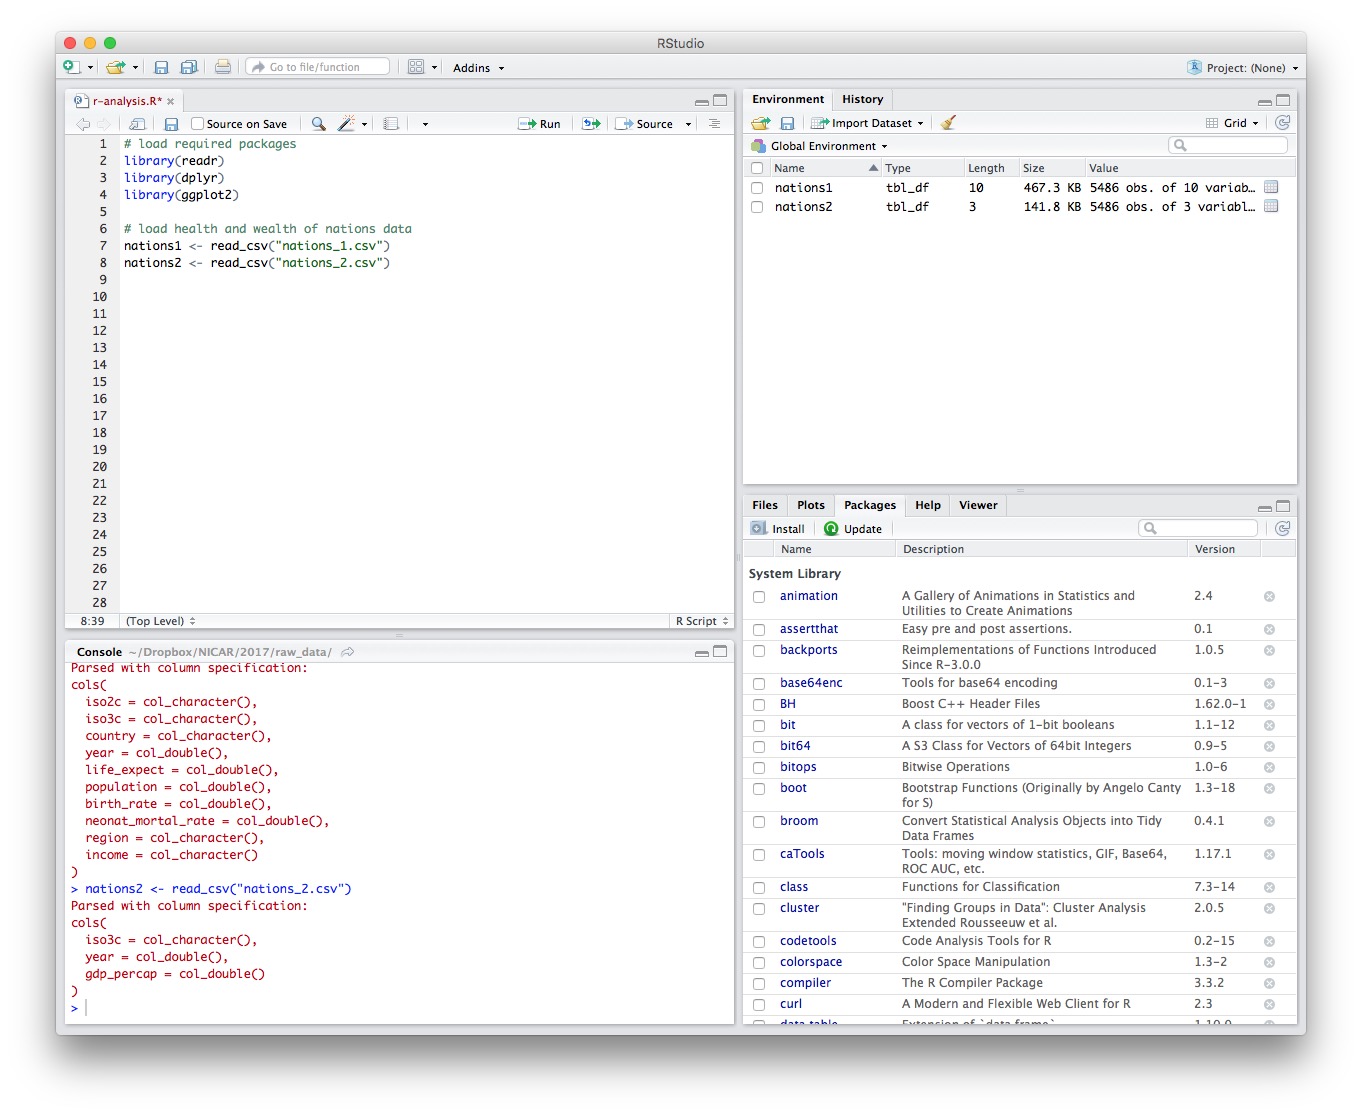 RStudio
Go to file/function
Addins
Project: (None)
r-analysis.R*
Source on Save
Run
Source
1 # load required packages
2 library(readr)
3 library(dplyr)
4 library(ggplot2)
5
6 # load health and wealth of nations data
7 nations1 <- read_csv("nations_1.csv")
8 nations2 <- read_csv("nations_2.csv")
9
10
11
12
13
14
15
16
17
18
19
20
21
22
23
24
25
26
27
28
8:39 (Top Level) R Script
Console ~/Dropbox/NICAR/2017/raw_data/
Parsed with column specification:
cols(
  iso2c = col_character(),
  iso3c = col_character(),
  country = col_character(),
  year = col_double(),
  life_expect = col_double(),
  population = col_double(),
  birth_rate = col_double(),
  neonat_mortal_rate = col_double(),
  region = col_character(),
  income = col_character()
)
> nations2 <- read_csv("nations_2.csv")
Parsed with column specification:
cols(
  iso3c = col_character(),
  year = col_double(),
  gdp_percap = col_double()
)
>
Environment History
Import Dataset Grid
Global Environment
Name Type Length Size Value
nations1 tbl_df 10 467.3 KB 5486 obs. of 10 variab…
nations2 tbl_df 3 141.8 KB 5486 obs. of 3 variabl…
Files Plots Packages Help Viewer
Install Update
Name Description Version
System Library
animation A Gallery of Animations in Statistics and 2.4
Utilities to Create Animations
assertthat Easy pre and post assertions. 0.1
backports Reimplementations of Functions Introduced 1.0.5
Since R-3.0.0
base64enc Tools for base64 encoding 0.1-3
BH Boost C++ Header Files 1.62.0-1
bit A class for vectors of 1-bit booleans 1.1-12
bit64 A S3 Class for Vectors of 64bit Integers 0.9-5
bitops Bitwise Operations 1.0-6
boot Bootstrap Functions (Originally by Angelo Canty 1.3-18
for S)
broom Convert Statistical Analysis Objects into Tidy 0.4.1
Data Frames
caTools Tools: moving window statistics, GIF, Base64, 1.17.1
ROC AUC, etc.
class Functions for Classification 7.3-14
cluster "Finding Groups in Data": Cluster Analysis 2.0.5
Extended Rousseeuw et al.
codetools Code Analysis Tools for R 0.2-15
colorspace Color Space Manipulation 1.3-2
compiler The R Compiler Package 3.3.2
curl A Modern and Flexible Web Client for R 2.3
data.table Extension of `data.frame`